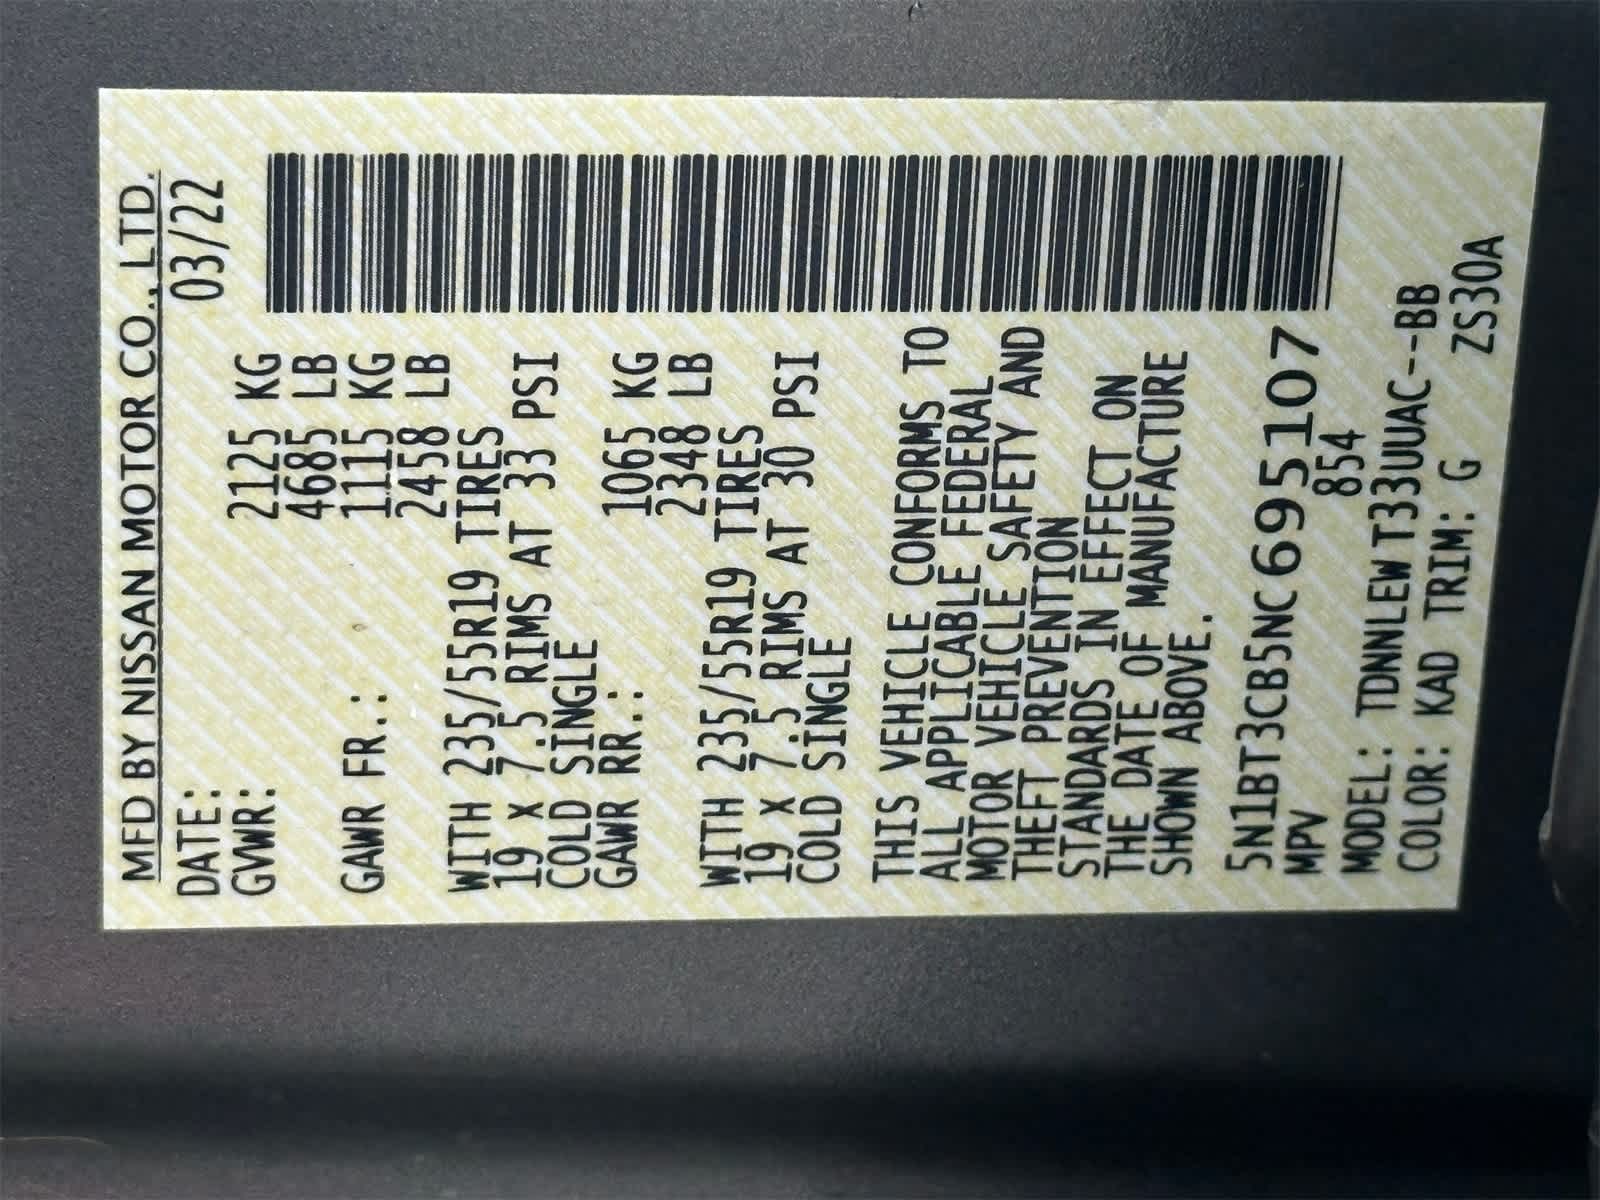 MFD BY NISSAN MOTOR CO., LTD.
DATE: 03/22
GVWR: 2125 KG
4685 LB
GAWR FR.: 1115 KG
2458 LB
WITH 235/55R19 TIRES
19 X 7.5 RIMS AT 33 PSI
COLD SINGLE
GAWR RR.: 1065 KG
2348 LB
WITH 235/55R19 TIRES
19 X 7.5 RIMS AT 30 PSI
COLD SINGLE
THIS VEHICLE CONFORMS TO
ALL APPLICABLE FEDERAL
MOTOR VEHICLE SAFETY AND
THEFT PREVENTION
STANDARDS IN EFFECT ON
THE DATE OF MANUFACTURE
SHOWN ABOVE.
5N1BT3CB5NC695107
MPV 854
MODEL: TDNNLEW T33UUAC--BB
COLOR: KAD TRIM: G ZS30A